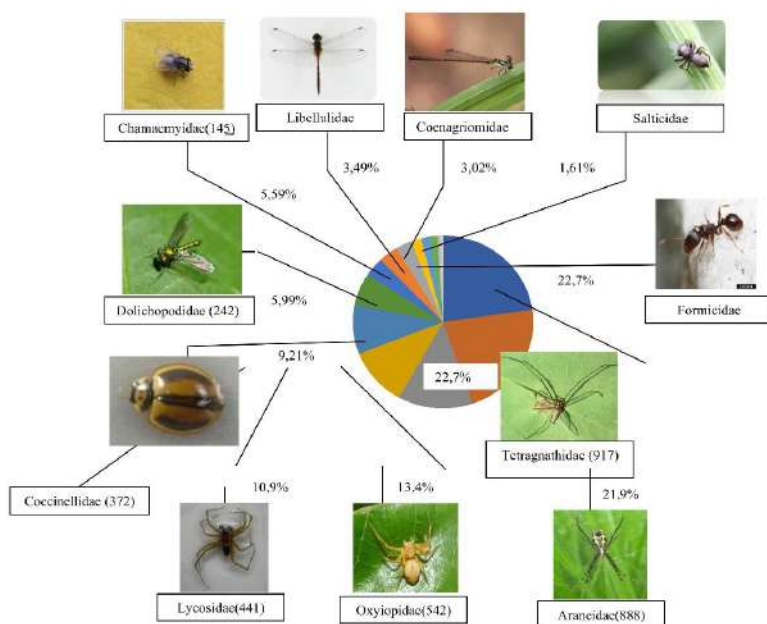 Chamaemyidae(145)
Libellulidae
Coenagriomidae
Salticidae
5,59%
3,49%
3,02%
1,61%
Dolichopodidae (242)
5,99%
22,7%
Formicidae
9,21%
22,7%
Tetragnathidae (917)
Coccinellidae (372)
10,9%
13,4%
21,9%
Lycosidae(441)
Oxyiopidae(542)
Araneidae(888)